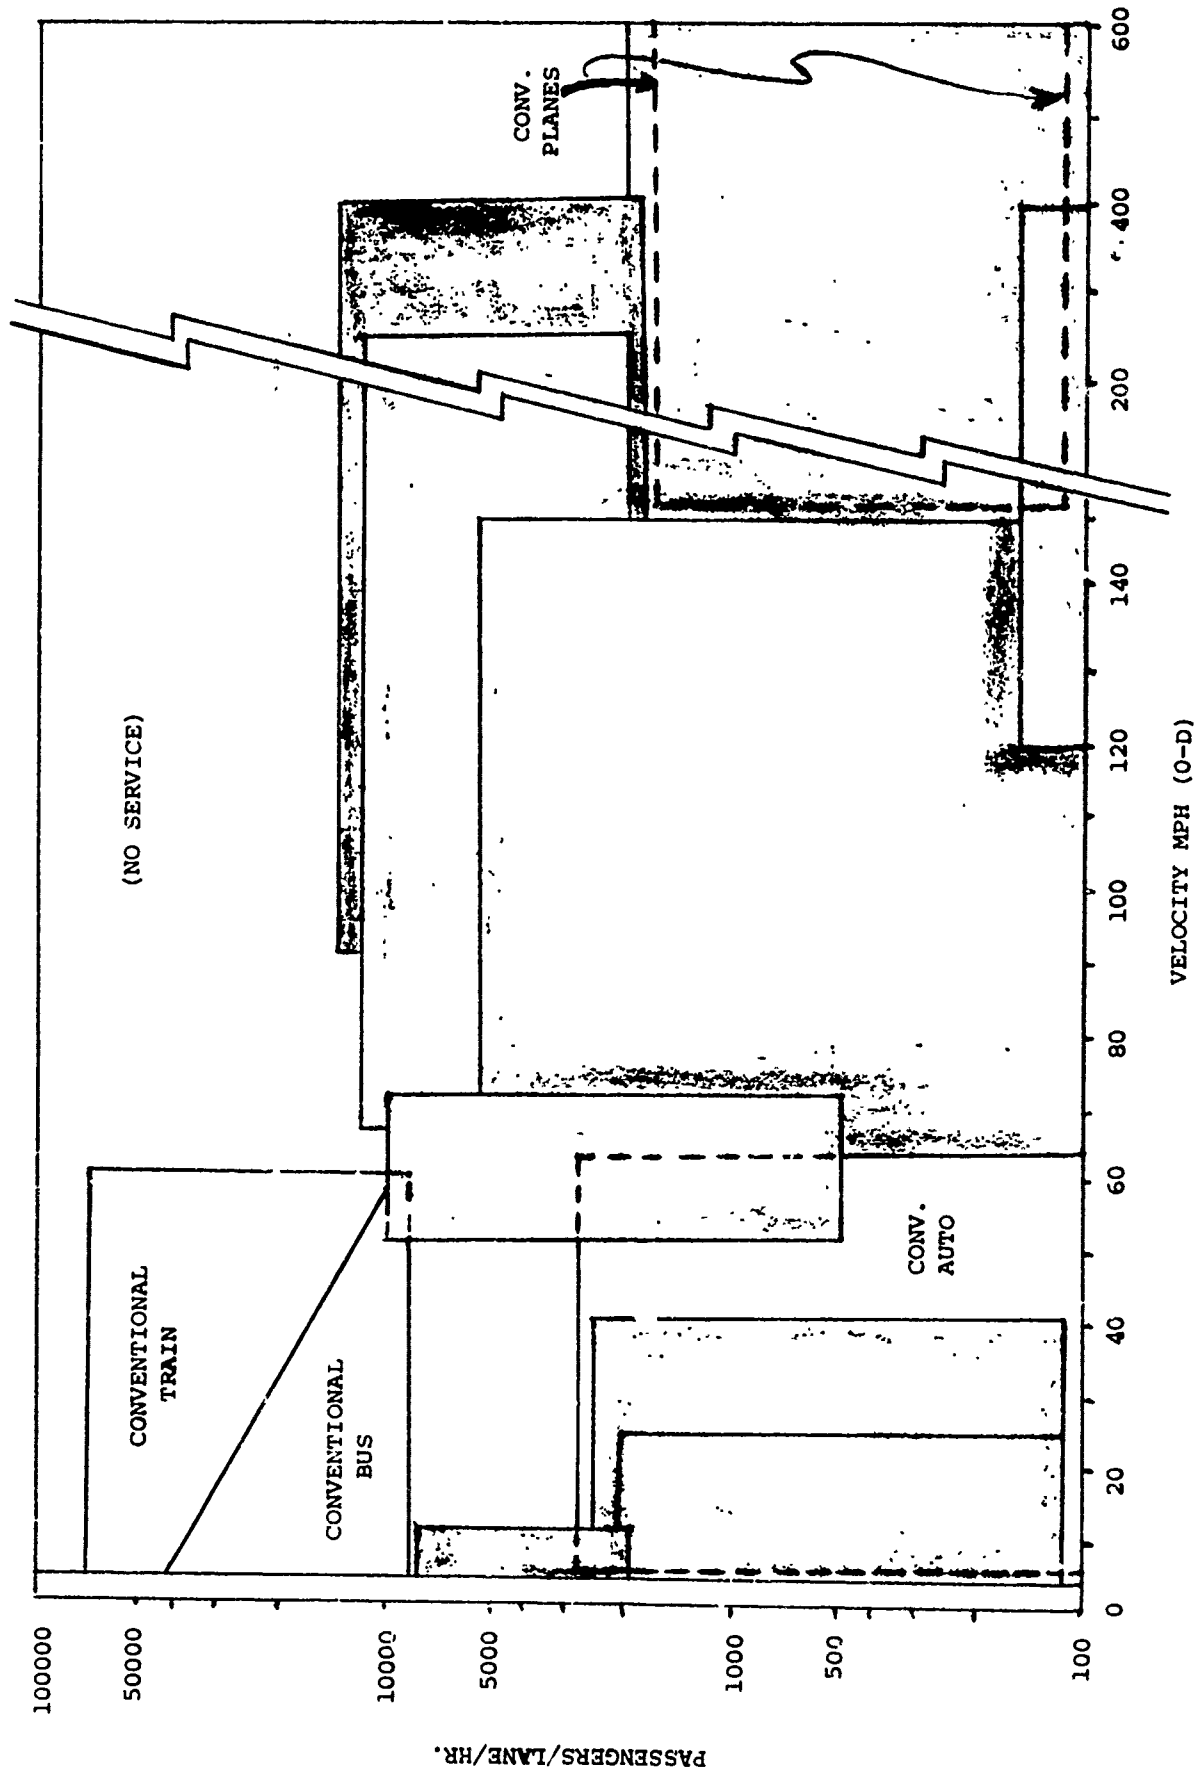 PASSENGERS/LANE/HR.
100000
50000
10000
5000
1000
500
100
0
20
40
60
80
100
120
140
200
400
600
VELOCITY MPH (O-D)
CONVENTIONAL
TRAIN
CONVENTIONAL
BUS
(NO SERVICE)
CONV.
PLANES
CONV.
AUTO